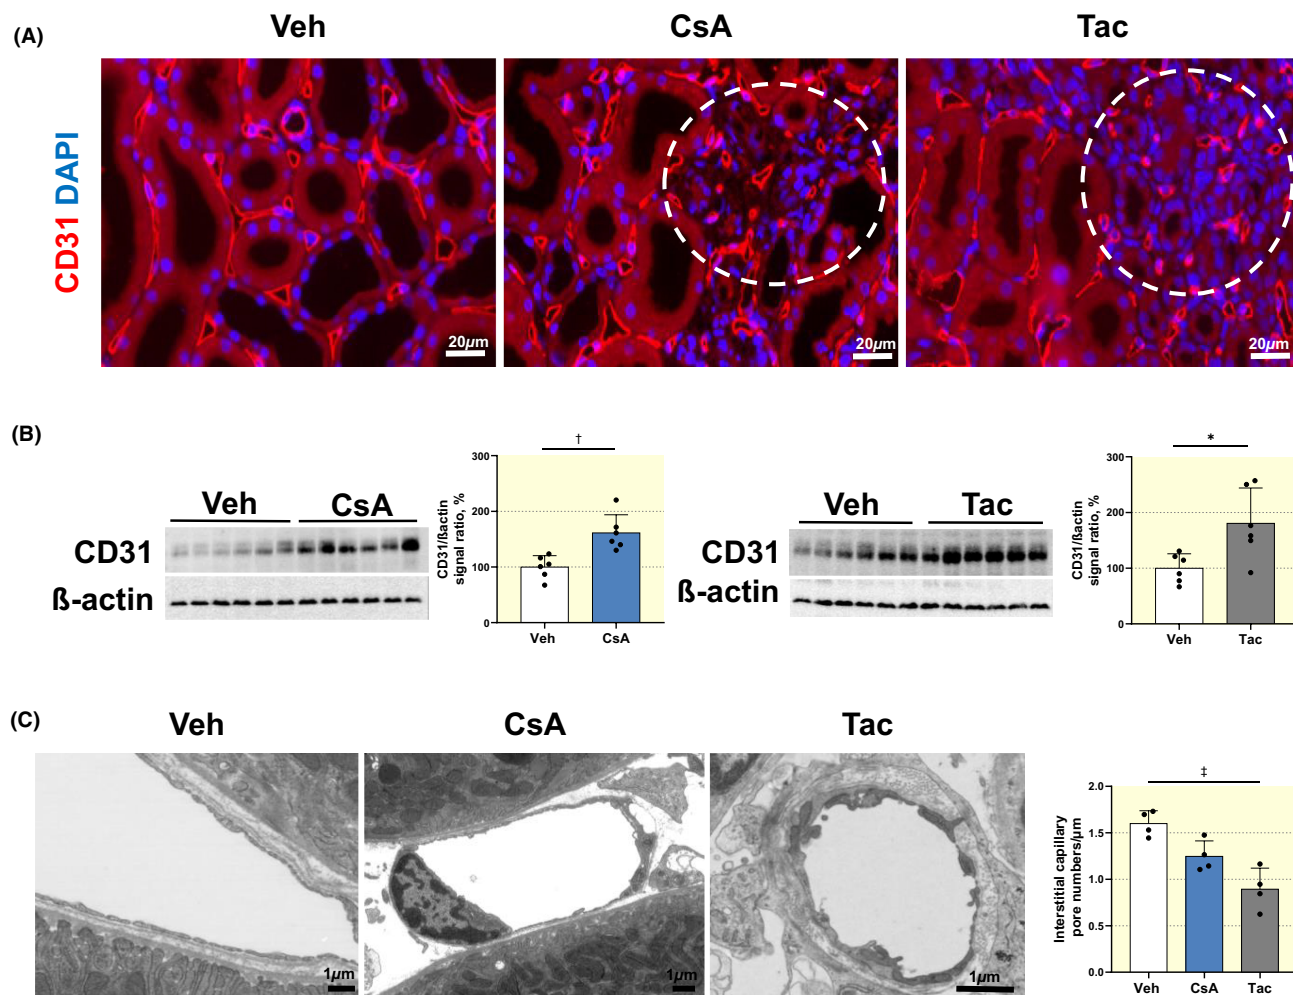 (A)
Veh
CsA
Tac
CD31 DAPI
20µm
20µm
20µm
(B)
Veh
CsA
CD31
ß-actin
†
CD31/ßactin
signal ratio, %
300
200
100
0
Veh
CsA
Veh
Tac
CD31
ß-actin
*
CD31/ßactin
signal ratio, %
300
200
100
0
Veh
Tac
(C)
Veh
CsA
Tac
1µm
1µm
1µm
‡
Interstitial capillary
pore numbers/µm
2.0
1.5
1.0
0.5
0.0
Veh
CsA
Tac